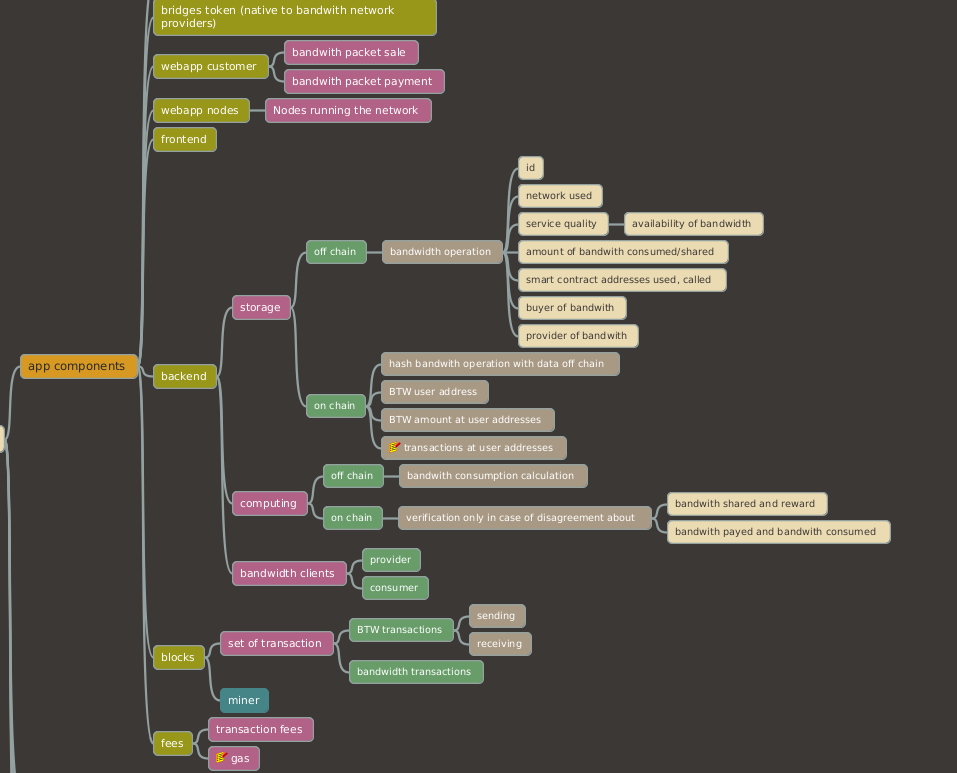 bridges token (native to bandwith network
providers)
webapp customer
bandwith packet sale
bandwith packet payment
webapp nodes
Nodes running the network
frontend
app components
backend
storage
off chain
bandwidth operation
id
network used
service quality
availability of bandwidth
amount of bandwith consumed/shared
smart contract addresses used, called
buyer of bandwith
provider of bandwith
on chain
hash bandwith operation with data off chain
BTW user address
BTW amount at user addresses
transactions at user addresses
computing
off chain
bandwith consumption calculation
on chain
verification only in case of disagreement about
bandwith shared and reward
bandwith payed and bandwith consumed
bandwidth clients
provider
consumer
blocks
set of transaction
BTW transactions
sending
receiving
bandwidth transactions
miner
fees
transaction fees
gas